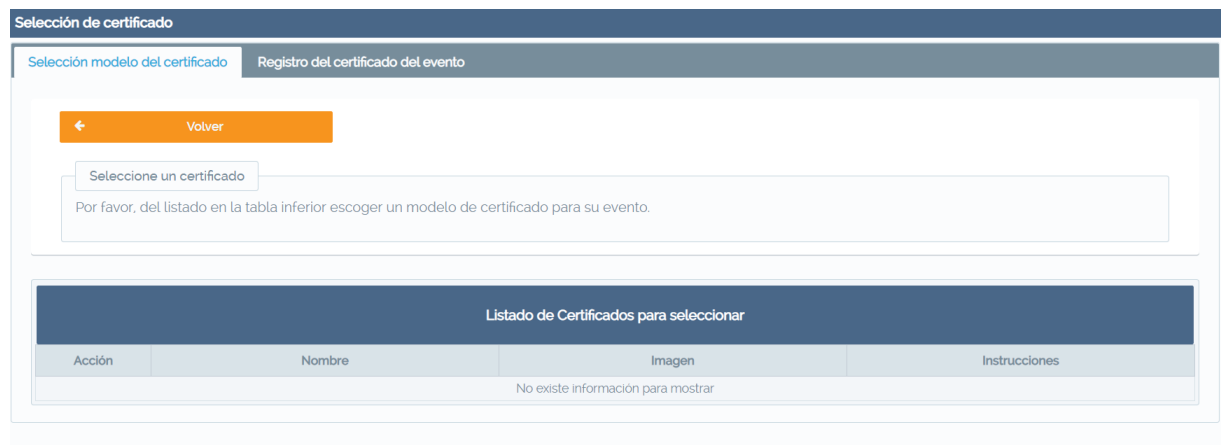 Selección de certificado
Selección modelo del certificado Registro del certificado del evento
Volver
Seleccione un certificado
Por favor, del listado en la tabla inferior escoger un modelo de certificado para su evento.
Listado de Certificados para seleccionar
Acción Nombre Imagen Instrucciones
No existe información para mostrar